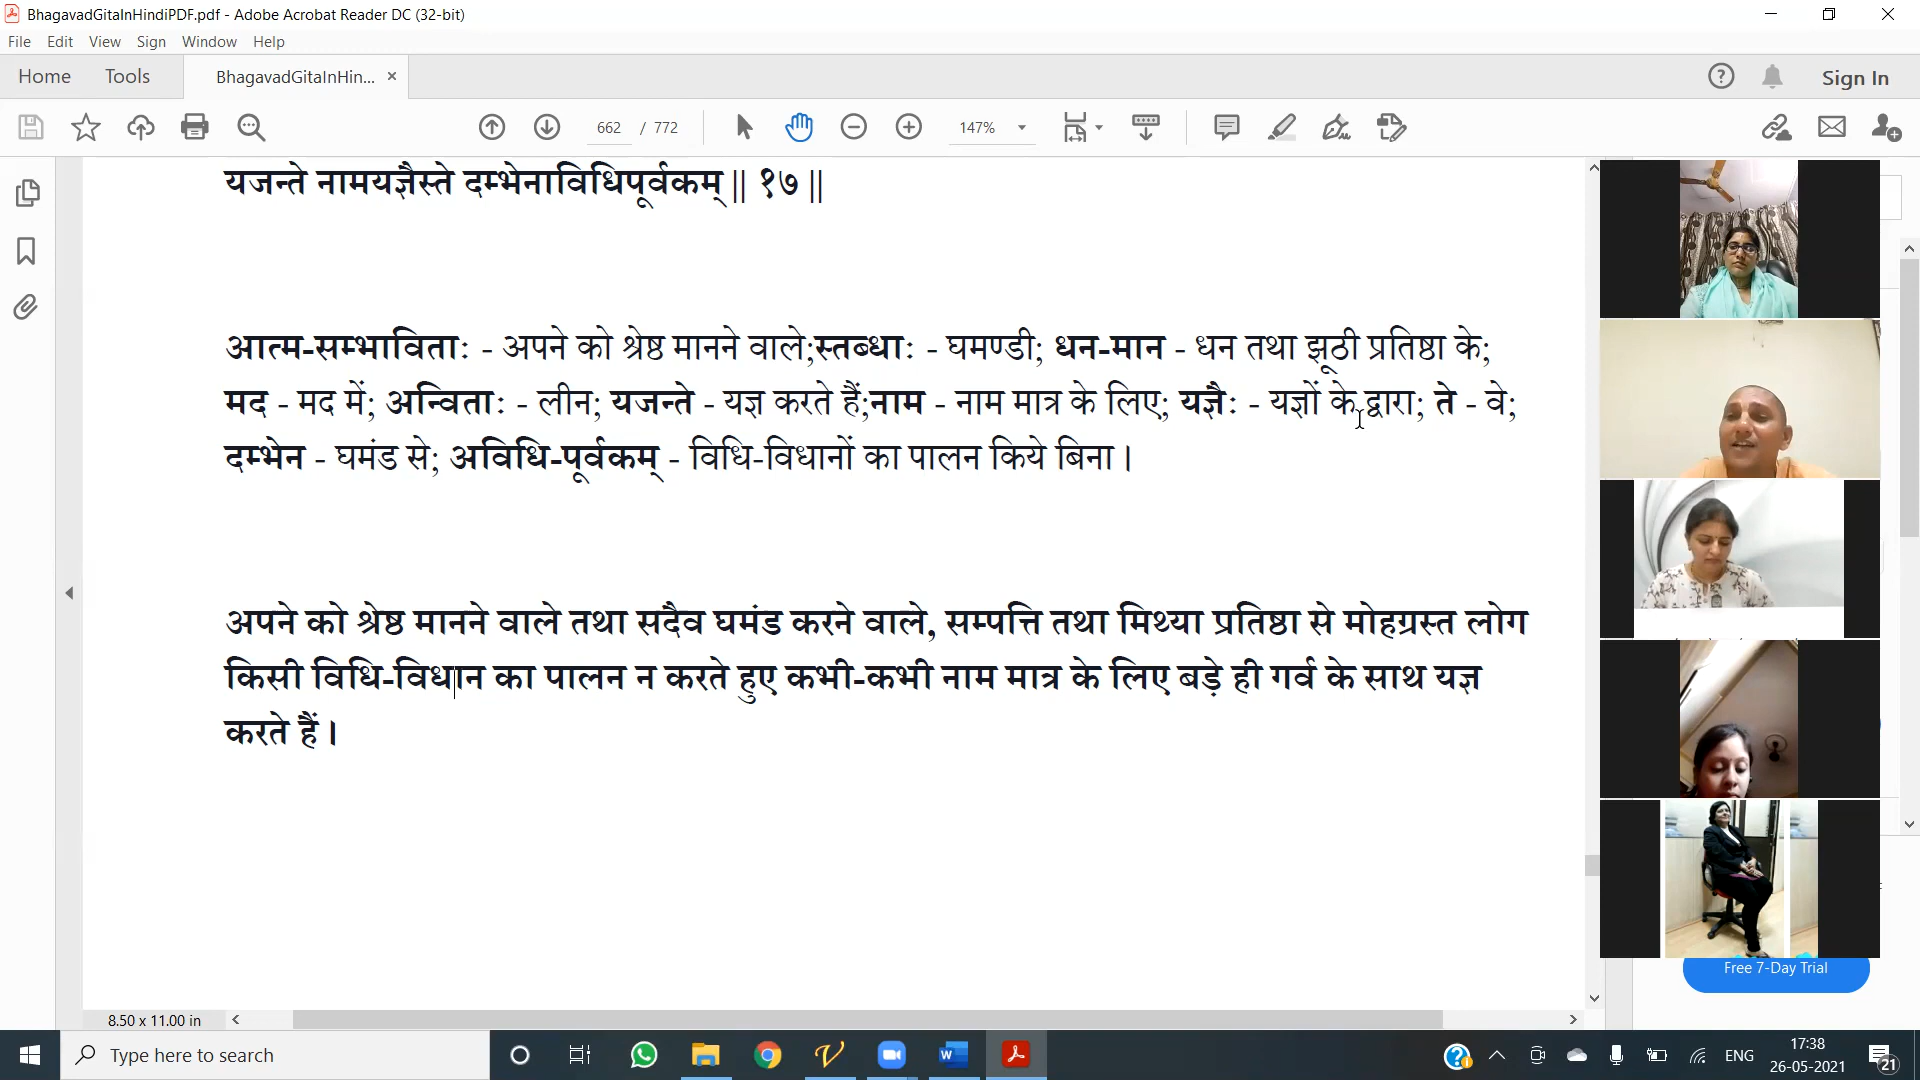 BhagavadGitaInHindiPDF.pdf - Adobe Acrobat Reader DC (32-bit)
File Edit View Sign Window Help
Home Tools BhagavadGitaInHin... × Sign In
662 / 772 147%
यजन्ते नामयज्ञैस्ते दम्भेनाविधिपूर्वकम् || १७ ||
आत्म-सम्भाविताः - अपने को श्रेष्ठ मानने वाले;स्तब्धाः - घमण्डी; धन-मान - धन तथा झूठी प्रतिष्ठा के;
मद - मद में; अन्विताः - लीन; यजन्ते - यज्ञ करते हैं;नाम - नाम मात्र के लिए; यज्ञैः - यज्ञों के द्वारा; ते - वे;
दम्भेन - घमंड से; अविधि-पूर्वकम् - विधि-विधानों का पालन किये बिना ।
अपने को श्रेष्ठ मानने वाले तथा सदैव घमंड करने वाले, सम्पत्ति तथा मिथ्या प्रतिष्ठा से मोहग्रस्त लोग
किसी विधि-विधान का पालन न करते हुए कभी-कभी नाम मात्र के लिए बड़े ही गर्व के साथ यज्ञ
करते हैं ।
Free 7-Day Trial
8.50 x 11.00 in
Type here to search
ENG
17:38
26-05-2021
21